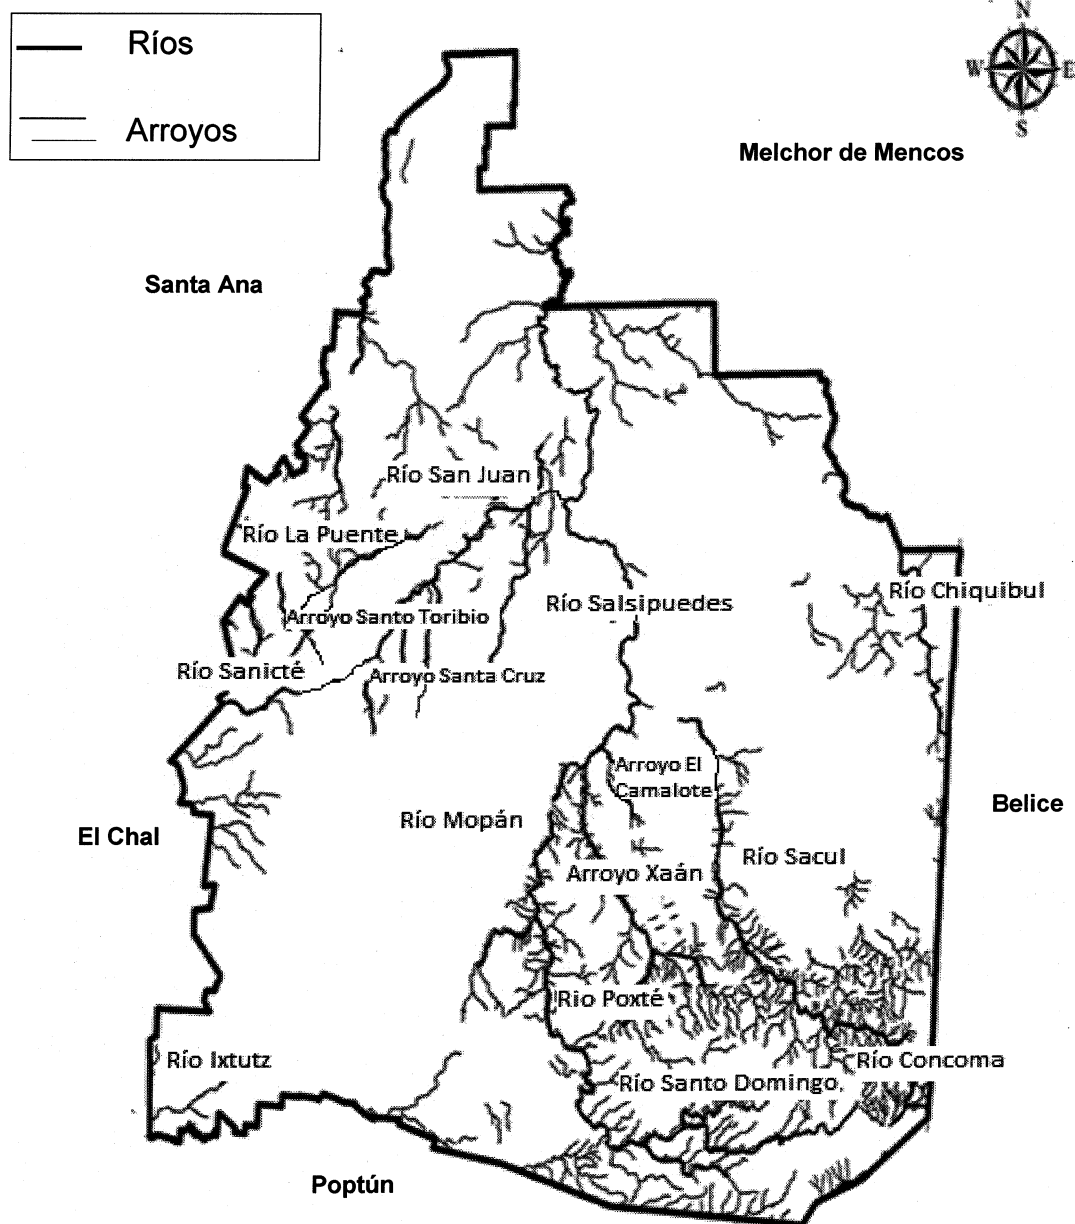 N
Ríos
W E
Arroyos
S
Melchor de Mencos
Santa Ana
Río San Juan
Río La Puente
Río Chiquibul
Río Salsipuedes
Arroyo Santo Toribio
Río Sanicté
Arroyo Santa Cruz
Arroyo El
Camalote
Belice
Río Mopán
El Chal
Río Sacul
Arroyo Xaán
Rio Poxté
Río Ixtutz
Río Concoma
Río Santo Domingo
Poptún